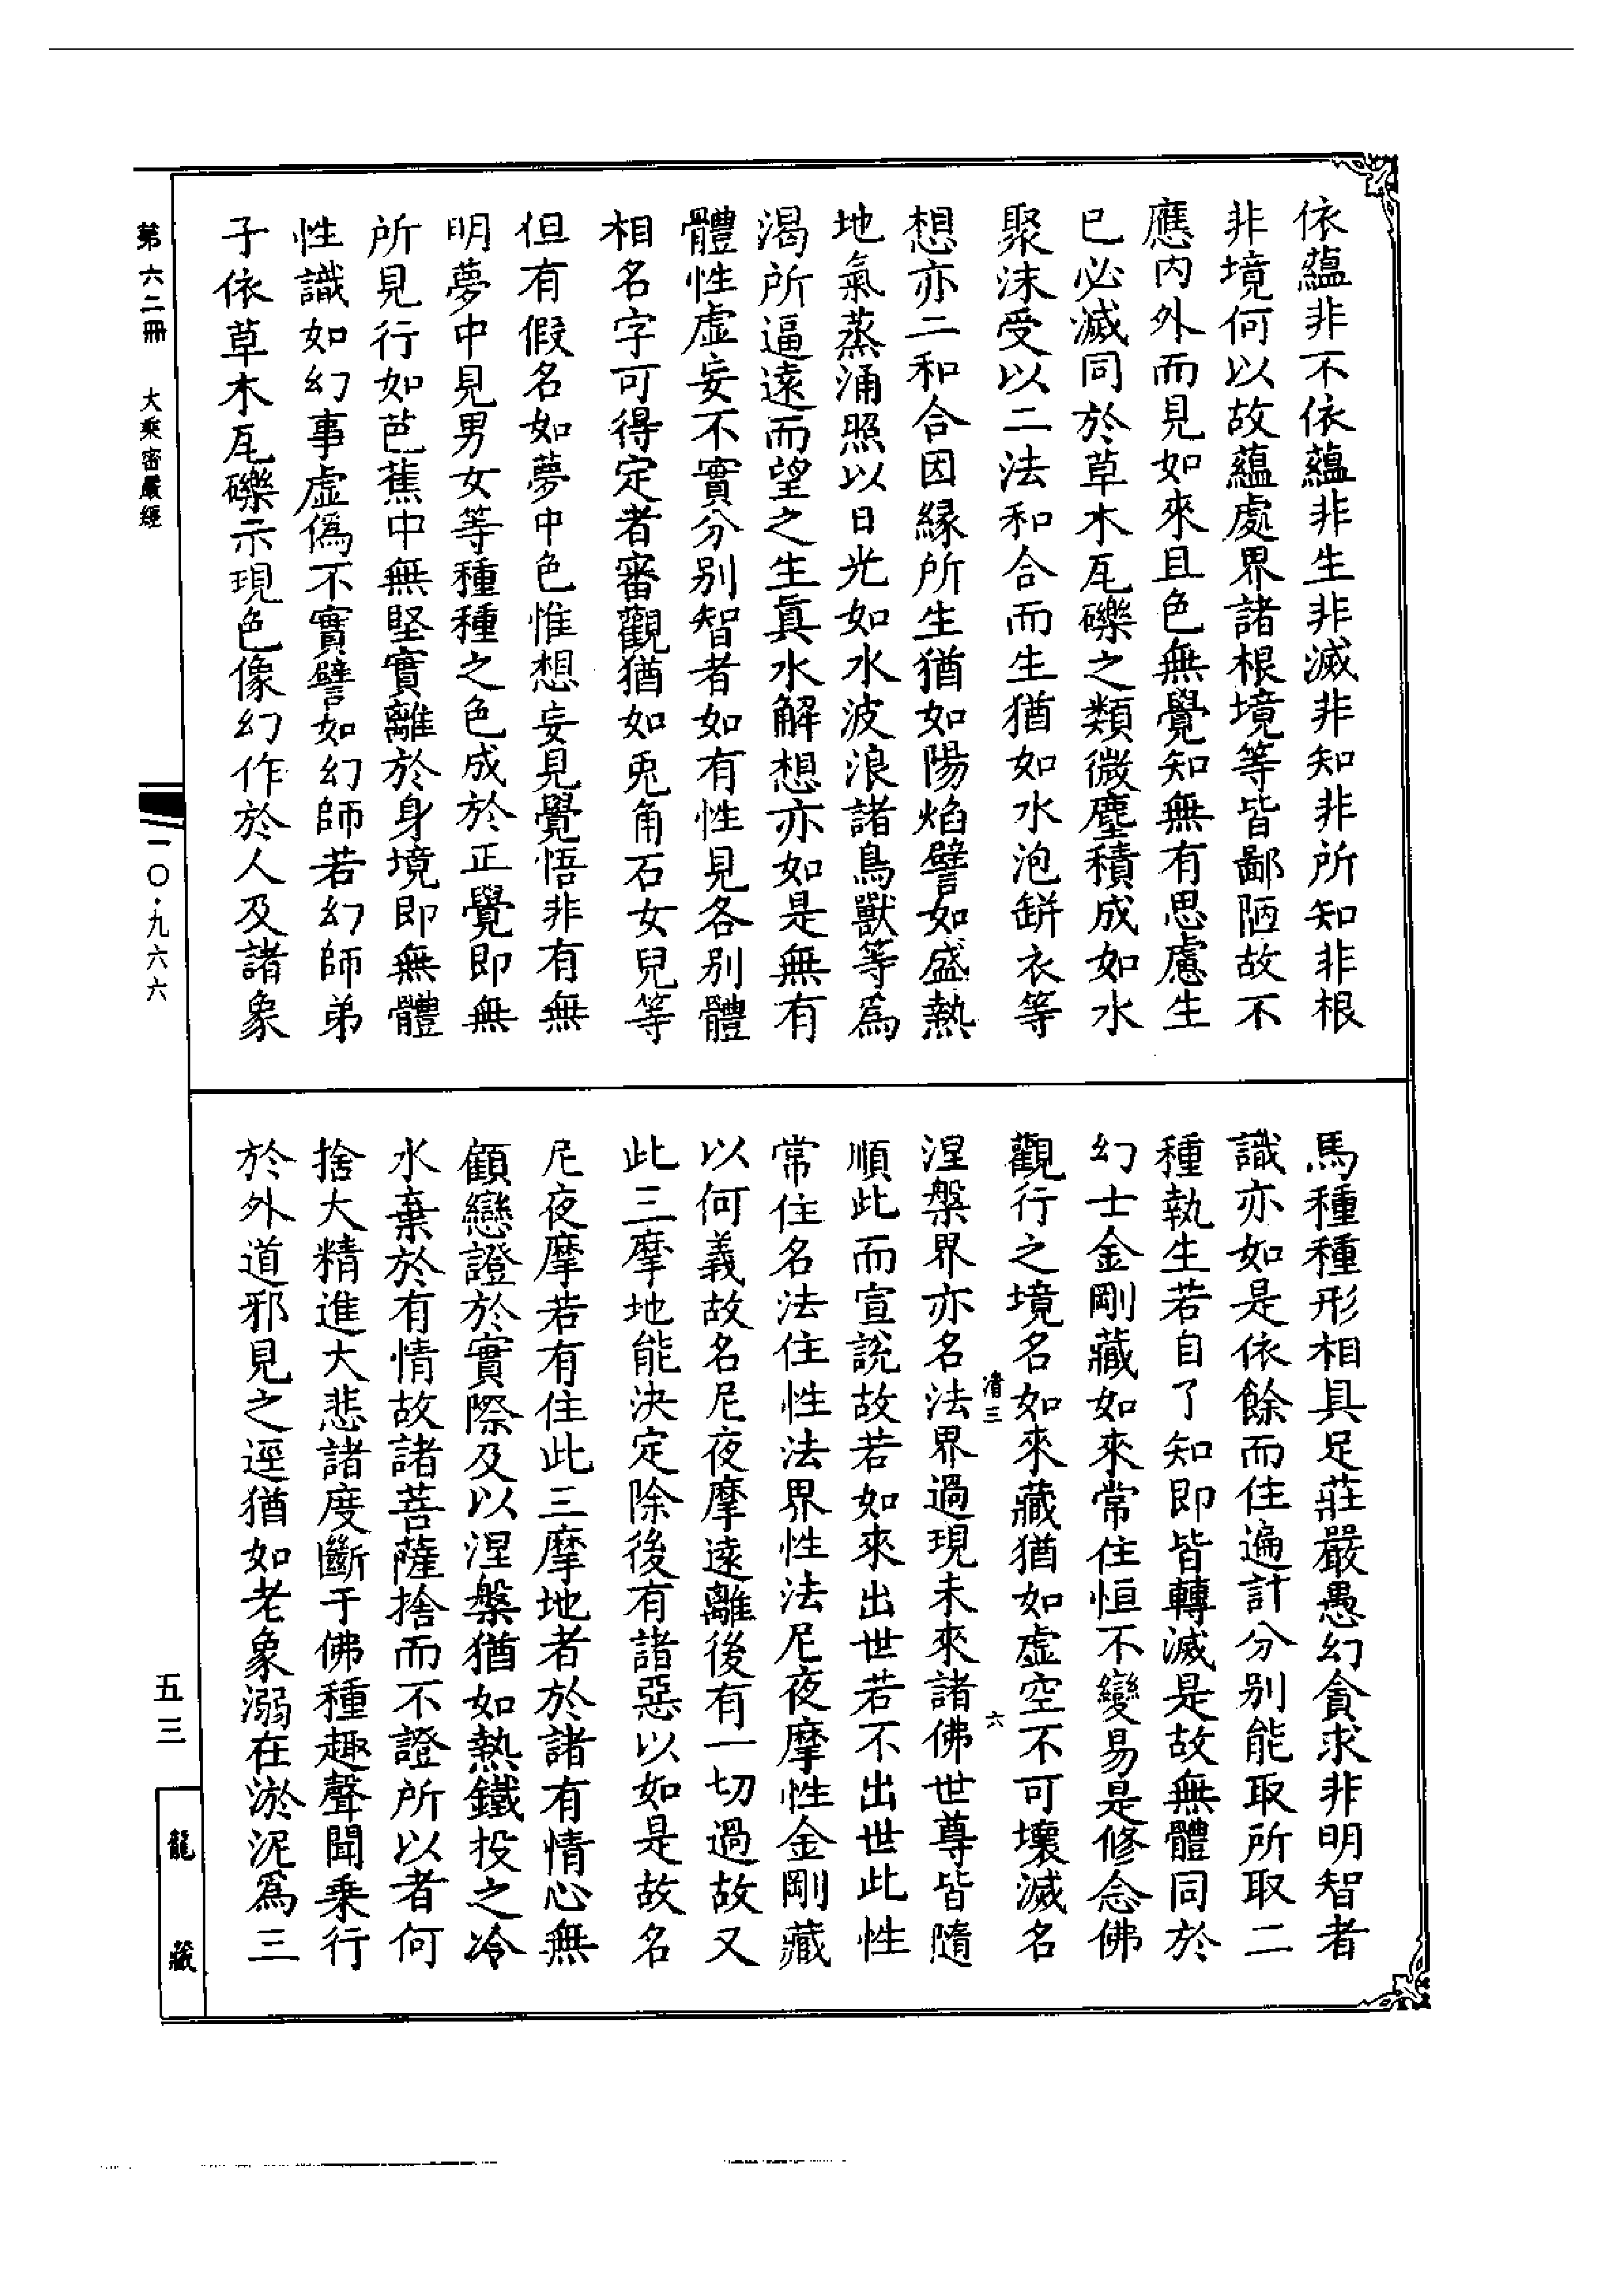 依蘊非不依蘊非生非滅非知非所知非根
非境何以故蘊處界諸根境等皆鄙陋故不
應內外而見如來且色無覺知無有思慮生
已必滅同於草木瓦礫之類微塵積成如水
聚沫受以二法和合而生猶如水泡缾衣等
想亦二和合因緣所生猶如陽焰譬如盛熱
地氣蒸涌照以日光如水波浪諸鳥獸等為
渴所逼遠而望之生真水解想亦如是無有
體性虛妄不實分別智者如有性見各別體
相名字可得定者審觀猶如兎角石女兒等
但有假名如夢中色惟想妄見覺悟非有無
明夢中見男女等種種之色成於正覺即無
所見行如芭蕉中無堅實離於身境即無體
性識如幻事虛偽不實譬如幻師若幻師弟
子依草木瓦礫示現色像幻作於人及諸象
馬種種形相具足莊嚴愚幻貪求非明智者
識亦如是依餘而住遍計分別能取所取二
種執生若自了知即皆轉滅是故無體同於
幻士金剛藏如來常住恒不變易是修念佛
觀行之境名如來藏猶如虛空不可壞滅名
清三
六
涅槃界亦名法界過現未來諸佛世尊皆隨
順此而宣說故若如來出世若不出世此性
常住名法住性法界性法尼夜摩性金剛藏
以何義故名尼夜摩遠離後有一切過故又
此三摩地能決定除後有諸惡以如是故名
尼夜摩若有住此三摩地者於諸有情心無
顧戀證於實際及以涅槃猶如熱鐵投之冷
水棄於有情故諸菩薩捨而不證所以者何
捨大精進大悲諸度斷于佛種趣聲聞乘行
於外道邪見之逕猶如老象溺在淤泥為三
第六二冊 大乘密嚴經
一〇·九六六
五三
龍藏